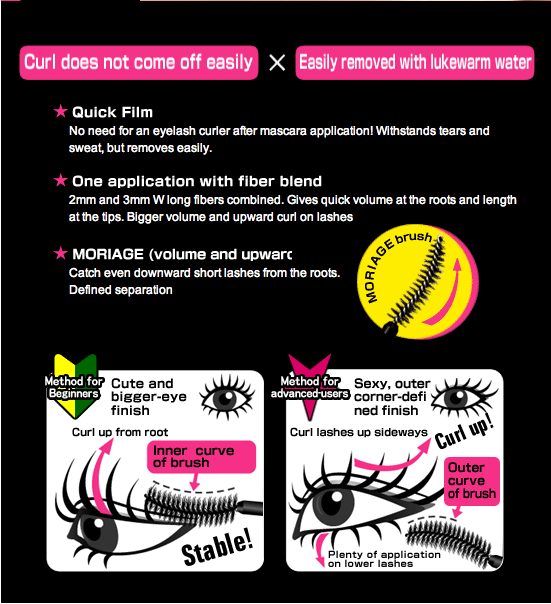 Curl does not come off easily × Easily removed with lukewarm water
★ Quick Film
No need for an eyelash curler after mascara application! Withstands tears and
sweat, but removes easily.
★ One application with fiber blend
2mm and 3mm W long fibers combined. Gives quick volume at the roots and length
at the tips. Bigger volume and upward curl on lashes
★ MORIAGE (volume and upward
Catch even downward short lashes from the roots.
Defined separation
MORIAGE brush
Method for
Beginners
Cute and
bigger-eye
finish
Curl up from root
Inner curve
of brush
Stable!
Method for
advanced-users
Sexy, outer
corner-defi
ned finish
Curl lashes up sideways
Curl up!
Outer
curve
of brush
Plenty of application
on lower lashes